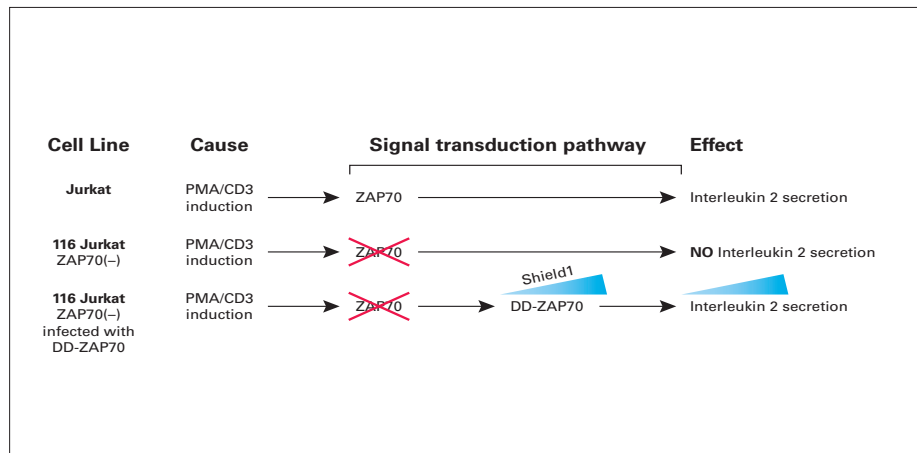 Cell Line Cause Signal transduction pathway Effect
Jurkat PMA/CD3 induction ZAP70 Interleukin 2 secretion
116 Jurkat ZAP70(–) PMA/CD3 induction ZAP70 NO Interleukin 2 secretion
Shield1
116 Jurkat ZAP70(–) infected with DD-ZAP70 PMA/CD3 induction ZAP70 DD-ZAP70 Interleukin 2 secretion